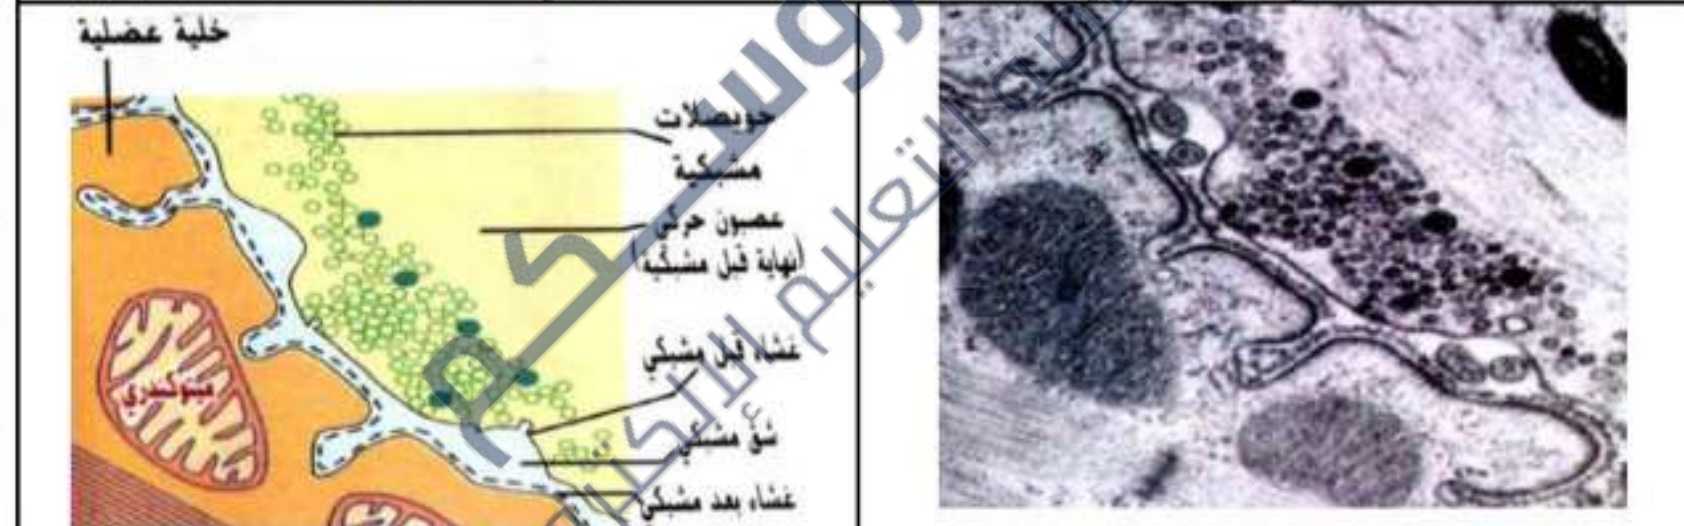 خلية عضلية
حويصلات
مشبكية
عصبون حركي
(نهاية قبل مشبكية)
غشاء قبل مشبكي
شق مشبكي
غشاء بعد مشبكي
ميتوكندري